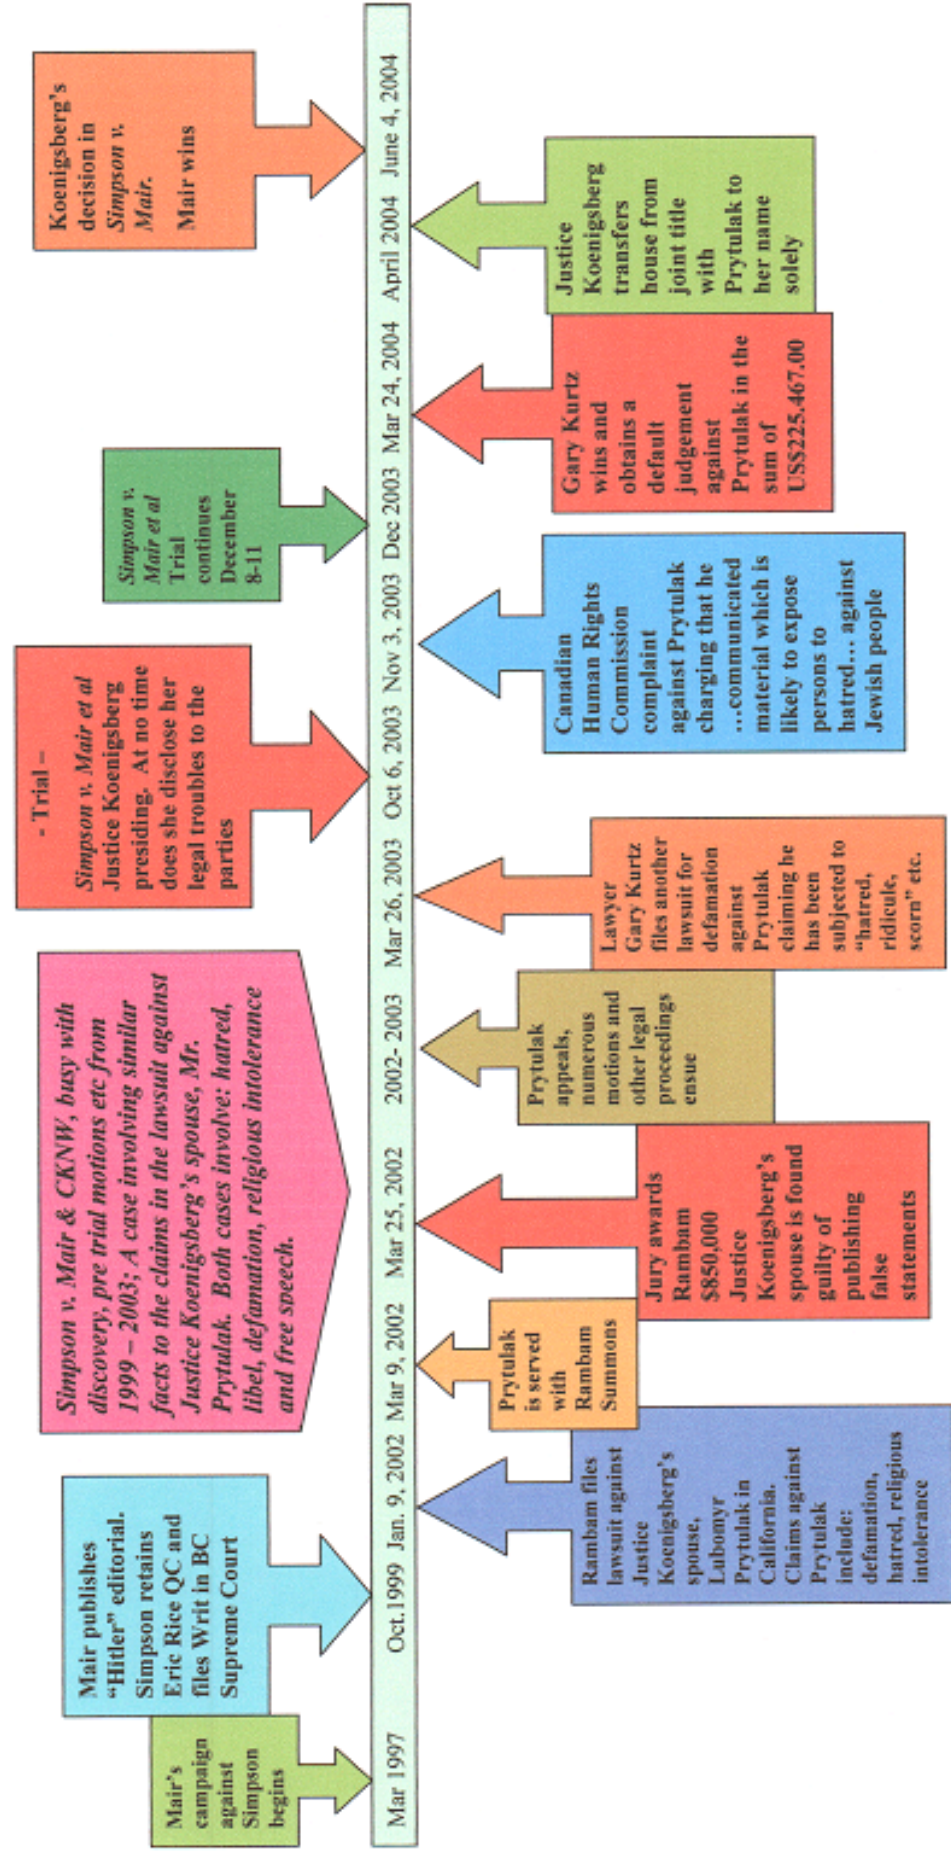 Mair's
campaign
against
Simpson
begins
Mair publishes
“Hitler” editorial.
Simpson retains
Eric Rice QC and
files Writ in BC
Supreme Court
Simpson v. Mair & CKNW, busy with
discovery, pre trial motions etc from
1999 – 2003; A case involving similar
facts to the claims in the lawsuit against
Justice Koenigsberg's spouse, Mr.
Prytulak. Both cases involve: hatred,
libel, defamation, religious intolerance
and free speech.
- Trial –
Simpson v. Mair et al
Justice Koenigsberg
presiding. At no time
does she disclose her
legal troubles to the
parties
Simpson v.
Mair et al
Trial
continues
December
8-11
Koenigsberg's
decision in
Simpson v.
Mair.
Mair wins
Mar 1997
Oct.1999
Jan. 9, 2002
Mar 9, 2002
Mar 25, 2002
2002- 2003
Mar 26, 2003
Oct 6, 2003
Nov 3, 2003
Dec 2003
Mar 24, 2004
April 2004
June 4, 2004
Rambam files
lawsuit against
Justice
Koenigsberg's
spouse,
Lubomyr
Prytulak in
California.
Claims against
Prytulak
include:
defamation,
hatred, religious
intolerance
Prytulak
is served
with
Rambam
Summons
Jury awards
Rambam
$850,000
Justice
Koenigsberg's
spouse is found
guilty of
publishing
false
statements
Prytulak
appeals,
numerous
motions and
other legal
proceedings
ensue
Lawyer
Gary Kurtz
files another
lawsuit for
defamation
against
Prytulak
claiming he
has been
subjected to
“hatred,
ridicule,
scorn” etc.
Canadian
Human Rights
Commission
complaint
against Prytulak
charging that he
…communicated
material which is
likely to expose
persons to
hatred… against
Jewish people
Gary Kurtz
wins and
obtains a
default
judgement
against
Prytulak in the
sum of
US$225.467.00
Justice
Koenigsberg
transfers
house from
joint title
with
Prytulak to
her name
solely